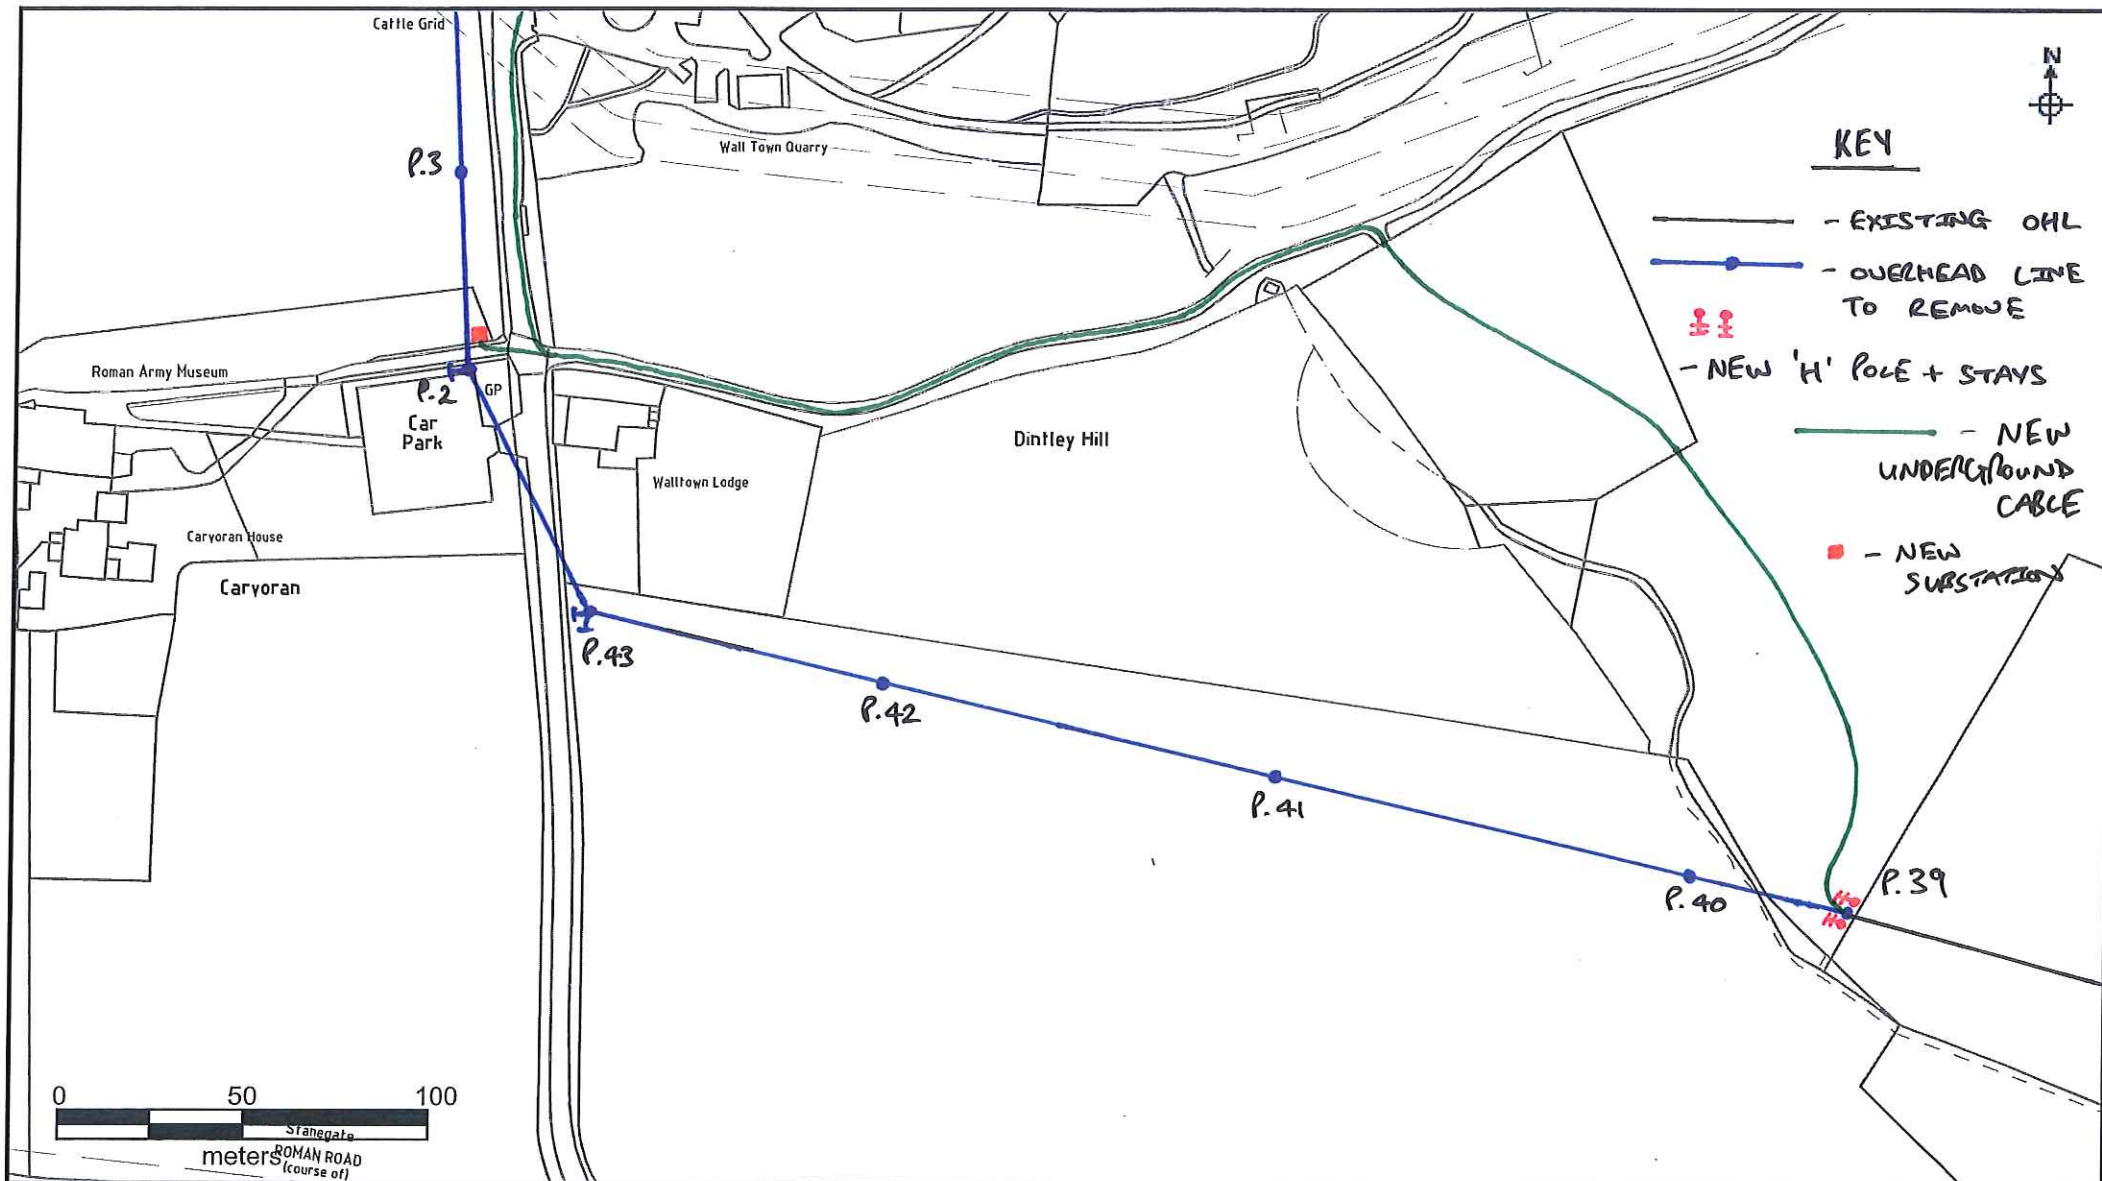 Cattle Grid
N
P.3
Wall Town Quarry
KEY
- EXISTING OHL
- OVERHEAD LINE
TO REMOVE
- NEW 'H' POLE + STAYS
- NEW
UNDERGROUND
CABLE
- NEW
SUBSTATION
Roman Army Museum
P.2
GP
Car
Park
Dintley Hill
Walltown Lodge
Carvoran House
Carvoran
P.43
P.42
P.41
P.40
P.39
0 50 100
meters
Stanegate
ROMAN ROAD
(course of)